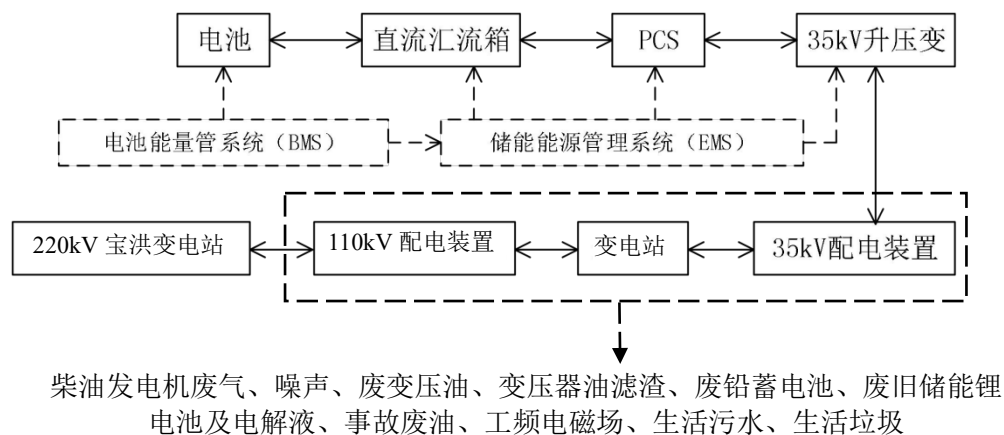 电池
直流汇流箱
PCS
35kV升压变
电池能量管系统（BMS）
储能能源管理系统（EMS）
220kV 宝洪变电站
110kV 配电装置
变电站
35kV配电装置
柴油发电机废气、噪声、废变压油、变压器油滤渣、废铅蓄电池、废旧储能锂
电池及电解液、事故废油、工频电磁场、生活污水、生活垃圾